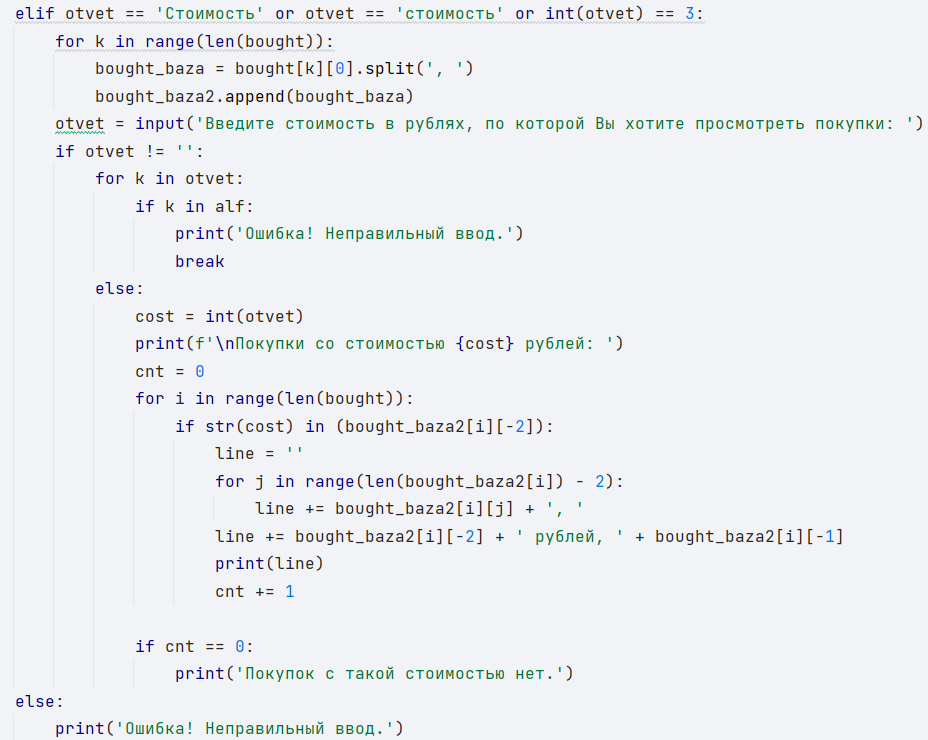 elif otvet == 'Стоимость' or otvet == 'стоимость' or int(otvet) == 3:
    for k in range(len(bought)):
        bought_baza = bought[k][0].split(', ')
        bought_baza2.append(bought_baza)
    otvet = input('Введите стоимость в рублях, по которой Вы хотите просмотреть покупки: ')
    if otvet != '':
        for k in otvet:
            if k in alf:
                print('Ошибка! Неправильный ввод.')
                break
        else:
            cost = int(otvet)
            print(f'\nПокупки со стоимостью {cost} рублей: ')
            cnt = 0
            for i in range(len(bought)):
                if str(cost) in (bought_baza2[i][-2]):
                    line = ''
                    for j in range(len(bought_baza2[i]) - 2):
                        line += bought_baza2[i][j] + ', '
                    line += bought_baza2[i][-2] + ' рублей, ' + bought_baza2[i][-1]
                    print(line)
                    cnt += 1

            if cnt == 0:
                print('Покупок с такой стоимостью нет.')
else:
    print('Ошибка! Неправильный ввод.')